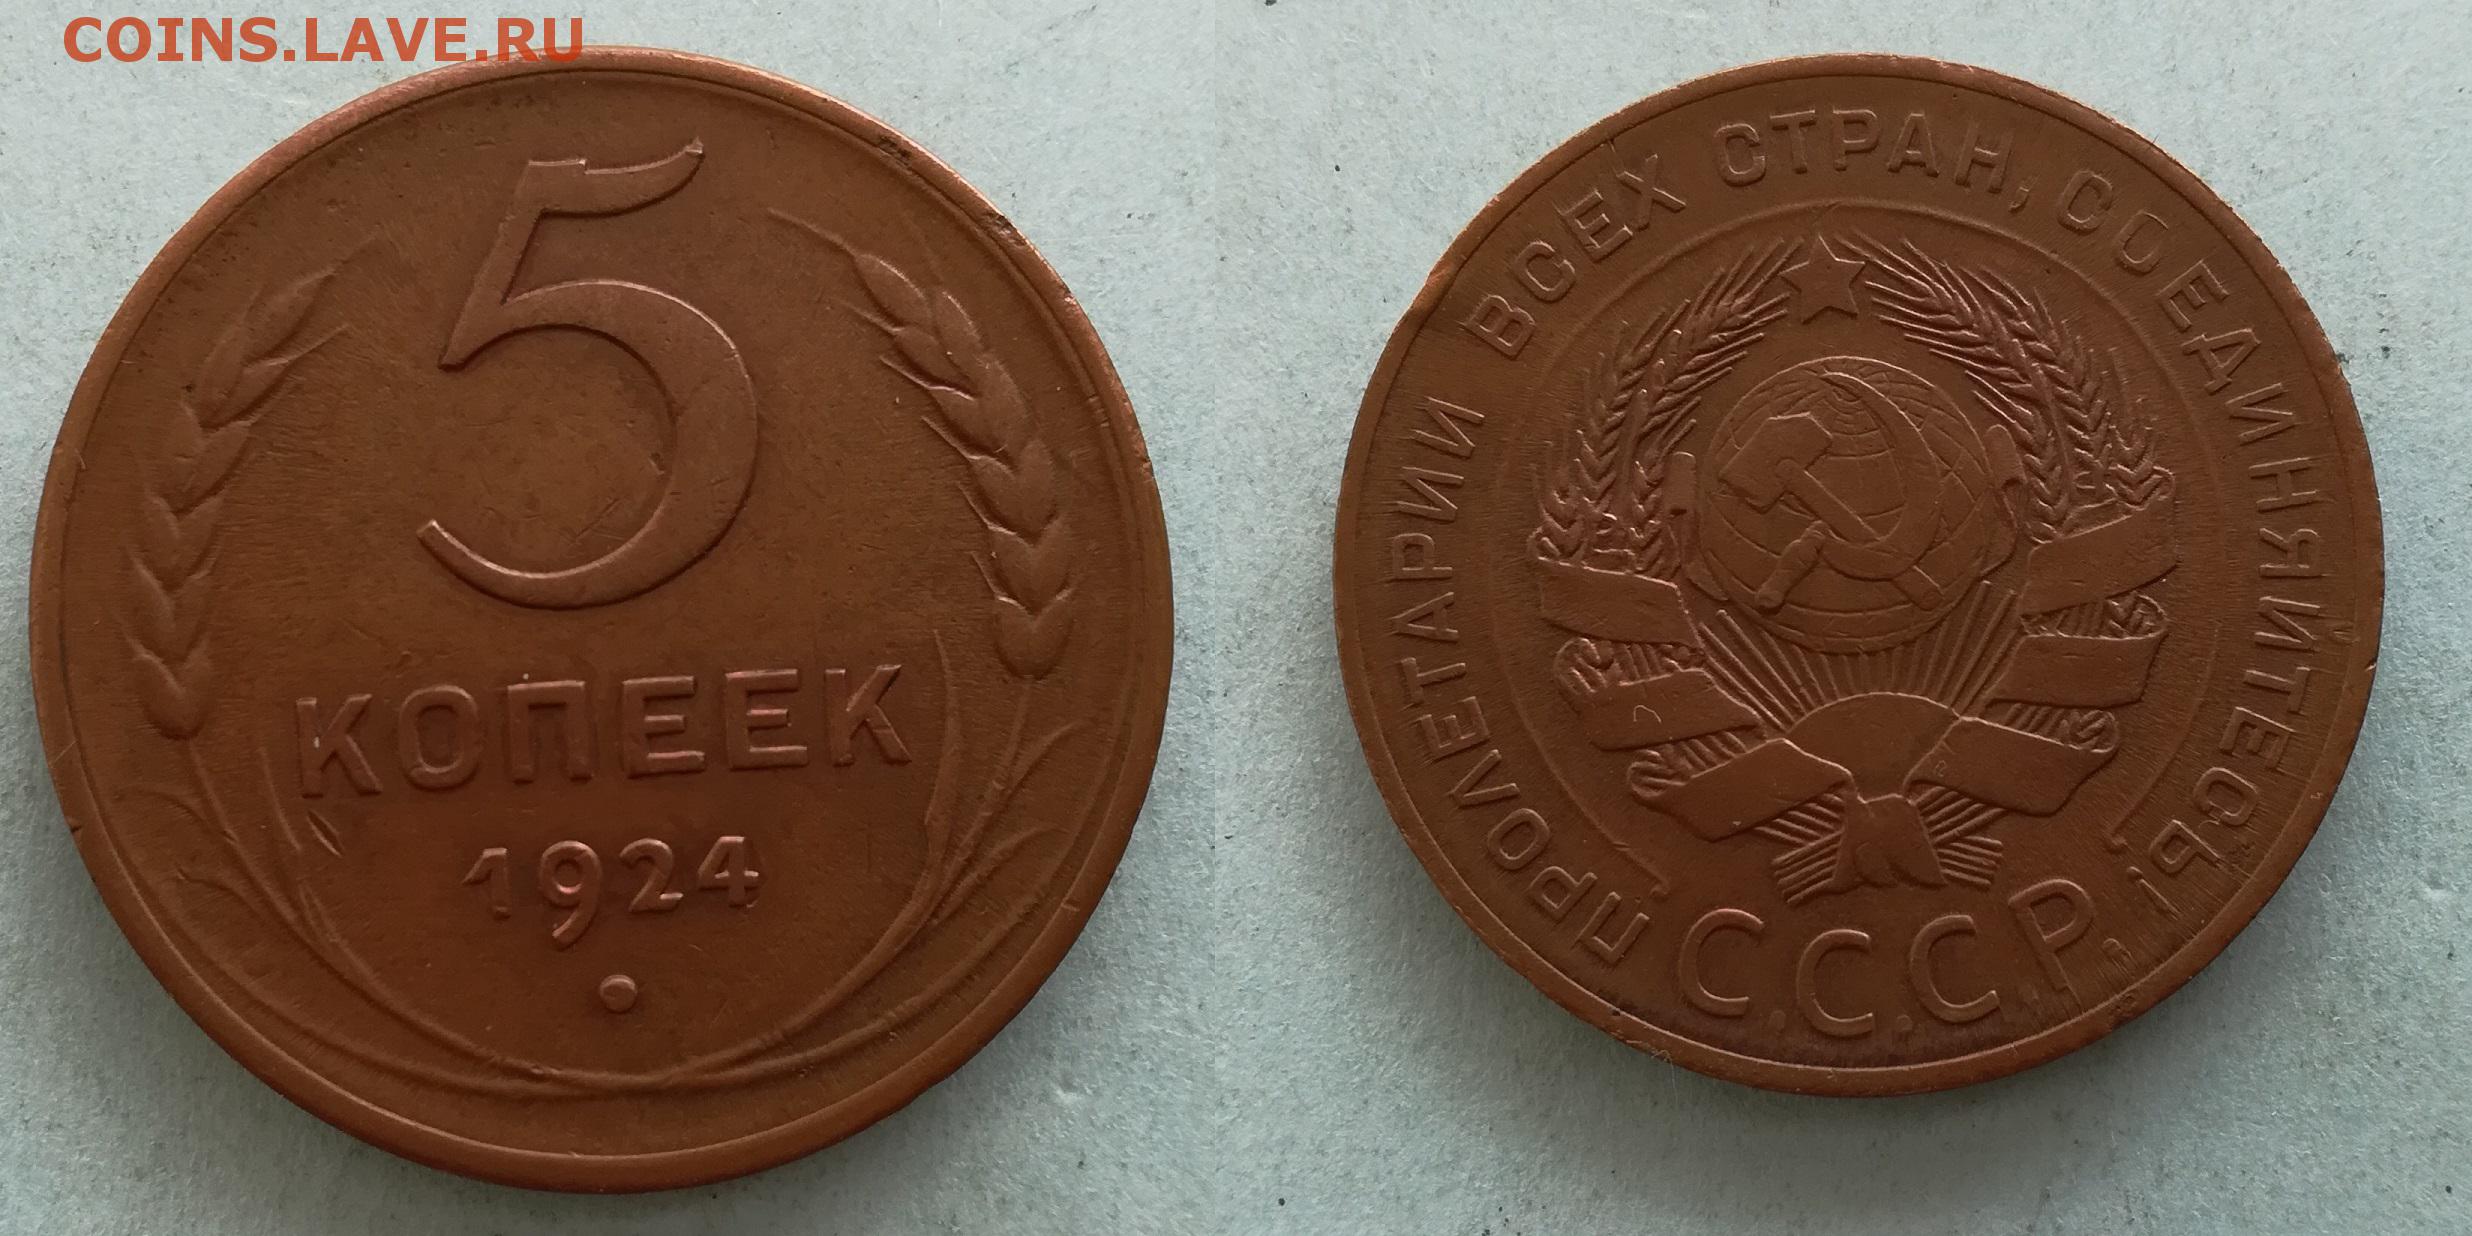 COINS.LAVE.RU
5
КОПЕЕК
1924
ПРОЛЕТАРИИ ВСЕХ СТРАН, СОЕДИНЯЙТЕСЬ!
С.С.С.Р.